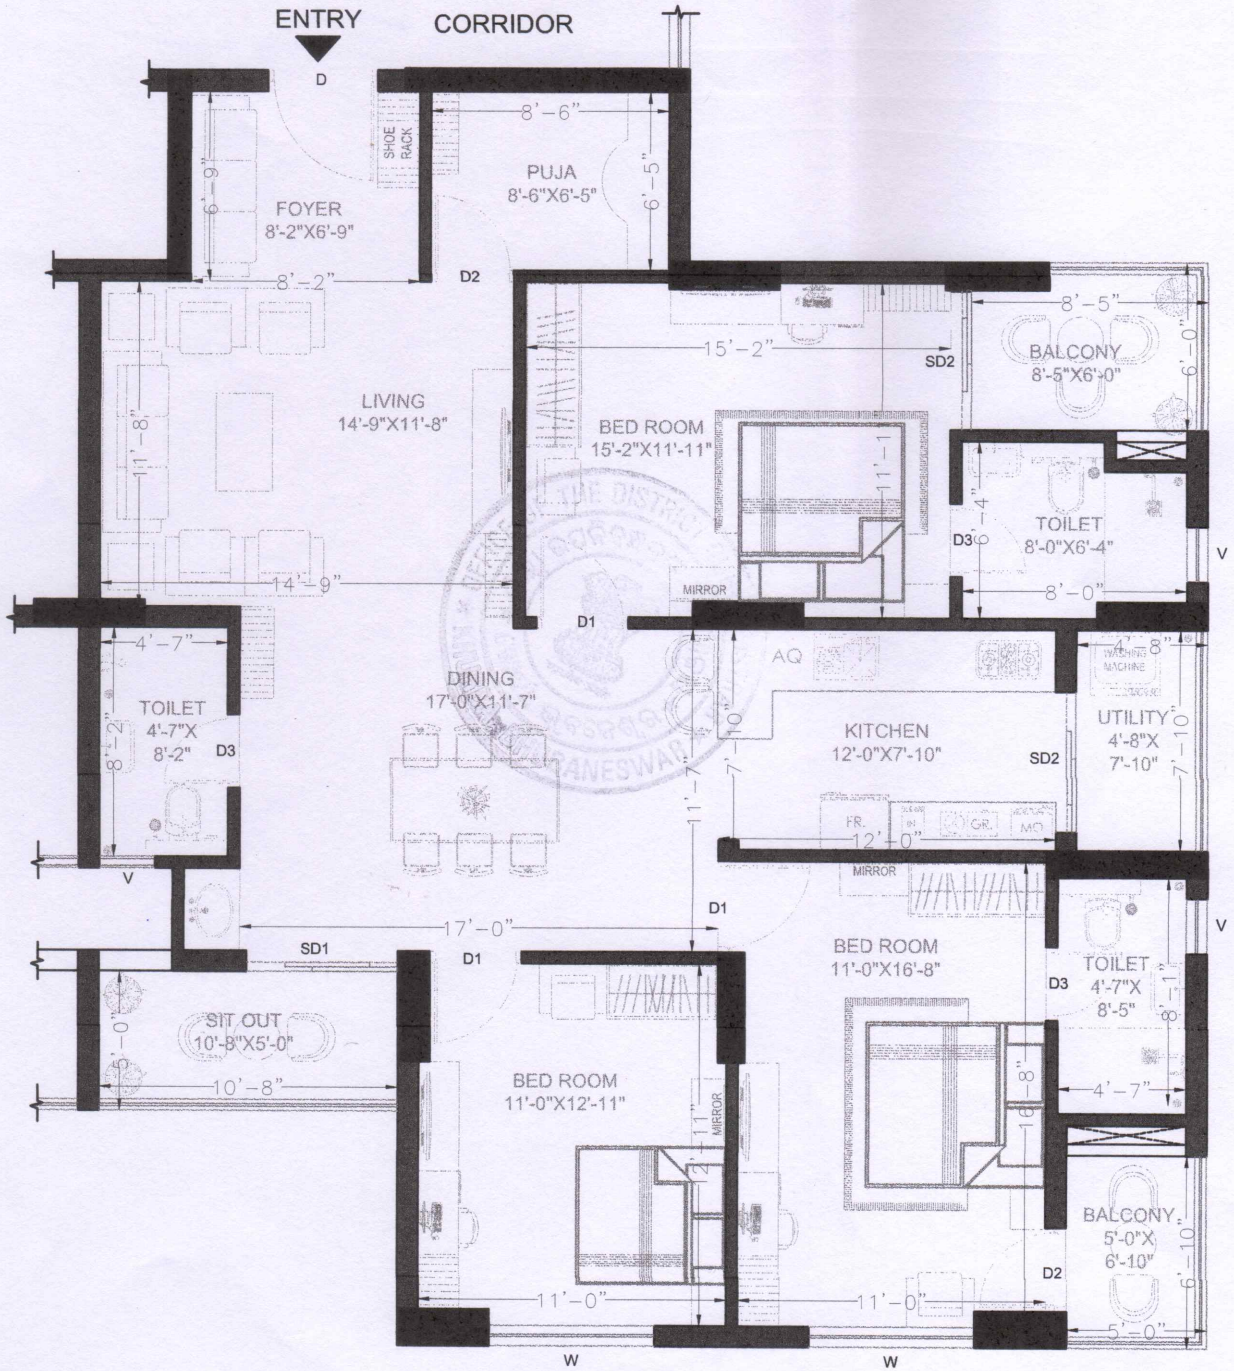 ENTRY
CORRIDOR
D
SHOE
RACK
8'-6"
PUJA
8'-6"X6'-5"
6'-5"
6'-9"
FOYER
8'-2"X6'-9"
8'-2"
D2
8'-5"
BALCONY
8'-5"X6'-0"
6'-0"
15'-2"
SD2
LIVING
14'-9"X11'-8"
11'-8"
BED ROOM
15'-2"X11'-11"
TOILET
8'-0"X6'-4"
6'-4"
D3
V
8'-0"
14'-9"
MIRROR
D1
4'-7"
TOILET
4'-7"X
8'-2"
8'-2"
D3
V
DINING
17'-0"X11'-7"
11'-7"
AQ
7'-10"
KITCHEN
12'-0"X7'-10"
SD2
4'-8"
WASHING
MACHINE
UTILITY
4'-8"X
7'-10"
7'-10"
FR.
GR.
MO
12'-0"
MIRROR
17'-0"
D1
SD1
D1
BED ROOM
11'-0"X16'-8"
16'-8"
TOILET
4'-7"X
8'-5"
8'-1"
D3
V
4'-7"
SIT OUT
10'-8"X5'-0"
5'-0"
10'-8"
BED ROOM
11'-0"X12'-11"
12'-11"
MIRROR
BALCONY
5'-0"X
6'-10"
6'-10
D2
11'-0"
11'-0"
5'-0"
W
W